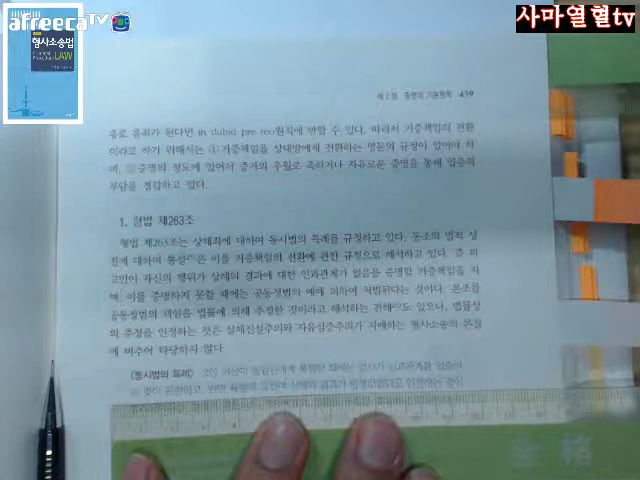 afreecaTV
사마열혈tv
형사소송법
Criminal
Procedure LAW
제 2 절 증명의 기본원칙 439
증로 유죄가 된다면 in dubio pro reo원칙에 반할 수 있다. 따라서 거증책임의 전환
이라고 하기 위해서는 ① 거증책임을 상대방에게 전환하는 명문의 규정이 있어야 하
며, ② 증명의 정도에 있어서 증거의 우월로 족하거나 자유로운 증명을 통해 입증의
부담을 경감하고 있다.
1. 형법 제263조
형법 제263조는 상해죄에 대하여 동시범의 특례를 규정하고 있다. 동조의 법적 성
질에 대하여 통설은 이를 거증책임의 전환에 관한 규정으로 해석하고 있다. 즉 피
고인이 자신의 행위가 상해의 결과에 대한 인과관계가 없음을 증명할 거증책임을 지
며, 이를 증명하지 못할 때에는 공동정범의 예에 의하여 처벌된다는 것이다. 본조를
공동정범의 책임을 법률에 의해 추정한 것이라고 해석하는 견해도 있으나, 법률상
의 추정을 인정하는 것은 실체진실주의와 자유심증주의가 지배하는 형사소송의 본질
에 비추어 타당하지 않다
(동시범의 특례) 2인 이상이
合格